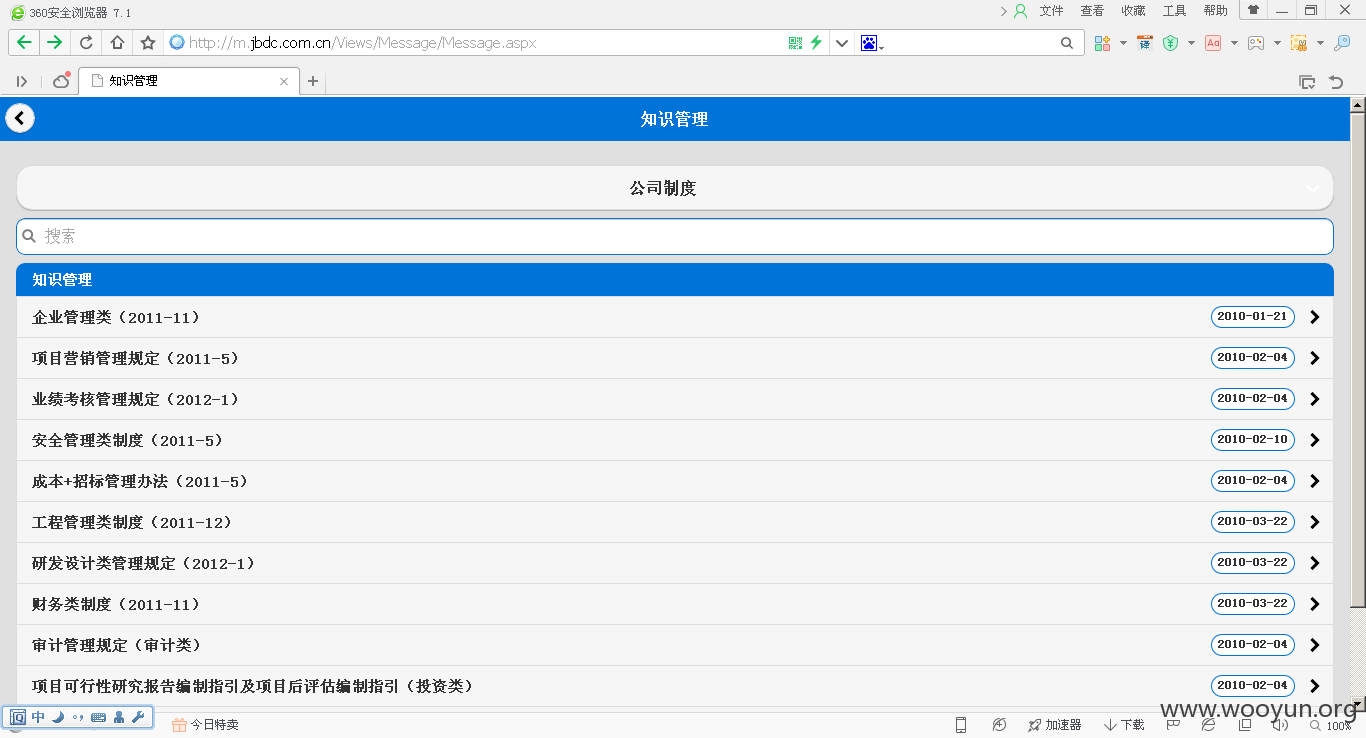 360安全浏览器 7.1
文件 查看 收藏 工具 帮助
http://m.jbdc.com.cn/Views/Message/Message.aspx
译 Aa
知识管理
知识管理
公司制度
搜索
知识管理
企业管理类（2011-11） 2010-01-21
项目营销管理规定（2011-5） 2010-02-04
业绩考核管理规定（2012-1） 2010-02-04
安全管理类制度（2011-5） 2010-02-10
成本+招标管理办法（2011-5） 2010-02-04
工程管理类制度（2011-12） 2010-03-22
研发设计类管理规定（2012-1） 2010-03-22
财务类制度（2011-11） 2010-03-22
审计管理规定（审计类） 2010-02-04
项目可行性研究报告编制指引及项目后评估编制指引（投资类） 2010-02-04
www.wooyun.org
中
今日特卖
加速器 下载 100%